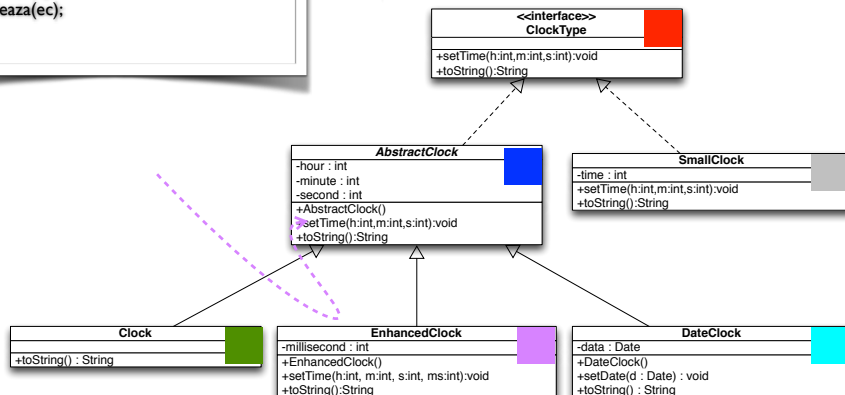 eaza(ec);
<<interface>>
ClockType
+setTime(h:int,m:int,s:int):void
+toString():String
AbstractClock
-hour : int
-minute : int
-second : int
+AbstractClock()
+setTime(h:int,m:int,s:int):void
+toString():String
SmallClock
-time : int
+setTime(h:int,m:int,s:int):void
+toString():String
Clock
+toString() : String
EnhancedClock
-millisecond : int
+EnhancedClock()
+setTime(h:int, m:int, s:int, ms:int):void
+toString():String
DateClock
-data : Date
+DateClock()
+setDate(d : Date) : void
+toString() : String